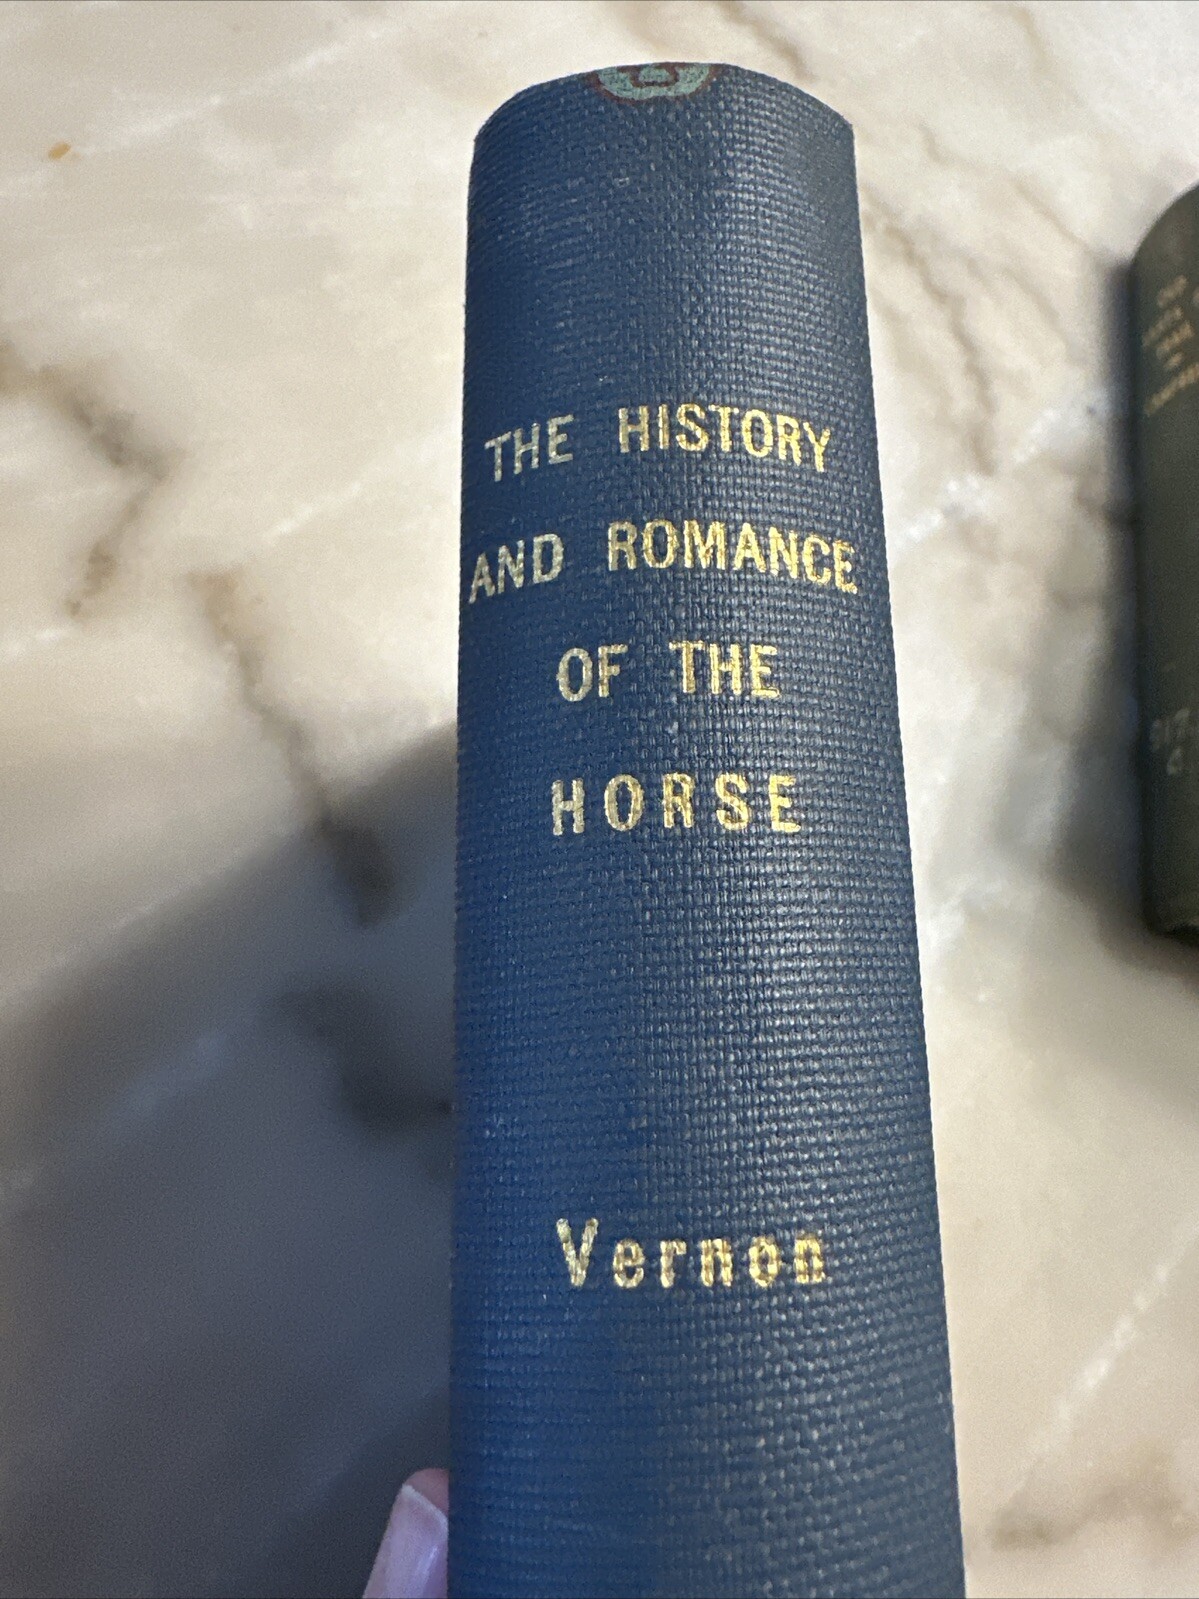 THE HISTORY
AND ROMANCE
OF THE
HORSE
Vernon